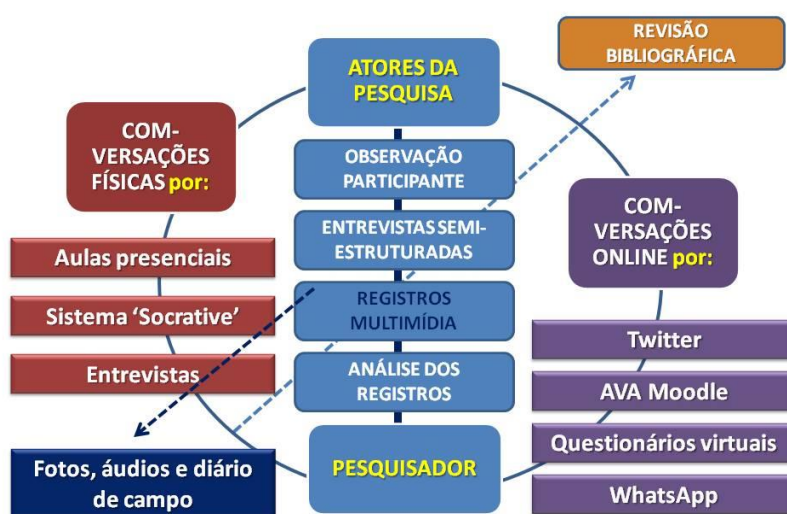 REVISÃO
BIBLIOGRÁFICA
ATORES DA
PESQUISA
COM-
VERSAÇÕES
FÍSICAS por:
Aulas presenciais
Sistema ‘Socrative’
Entrevistas
Fotos, áudios e diário
de campo
OBSERVAÇÃO
PARTICIPANTE
ENTREVISTAS SEMI-
ESTRUTURADAS
REGISTROS
MULTIMÍDIA
ANÁLISE DOS
REGISTROS
PESQUISADOR
COM-
VERSAÇÕES
ONLINE por:
Twitter
AVA Moodle
Questionários virtuais
WhatsApp